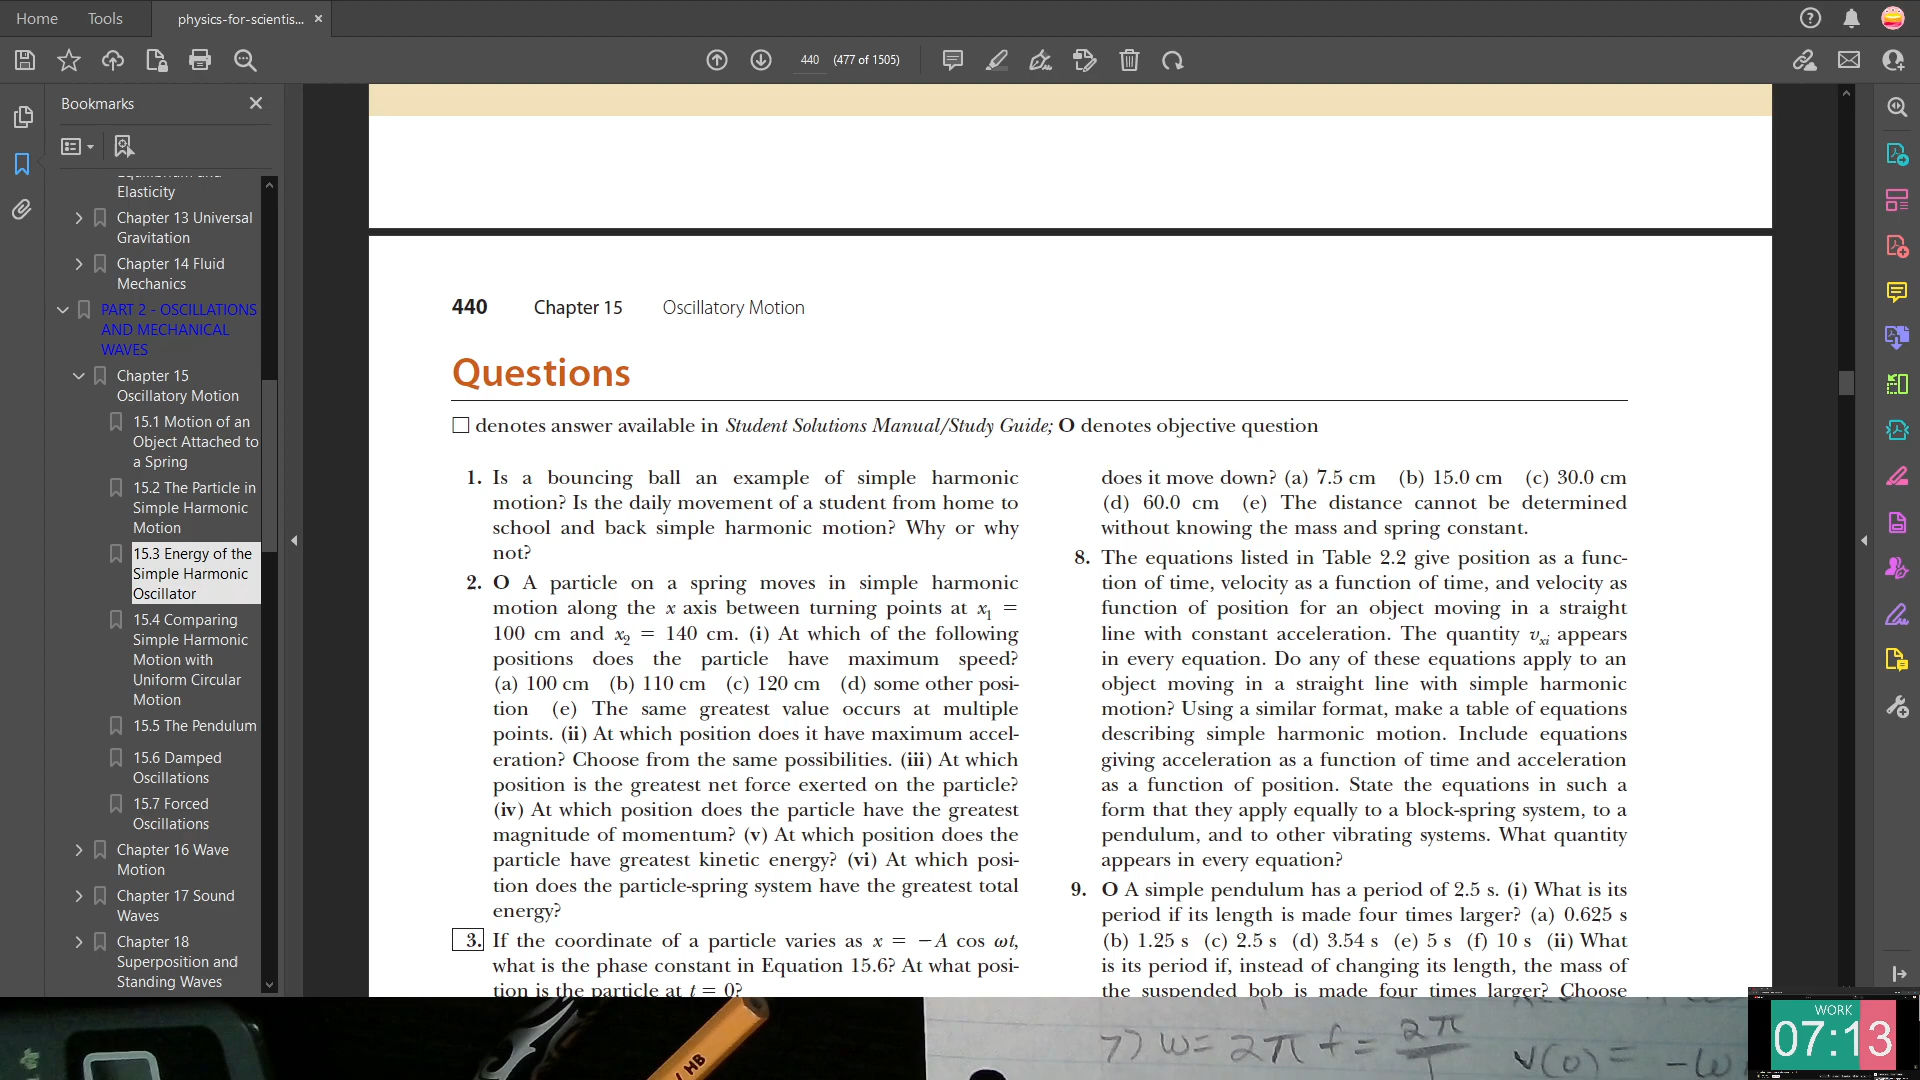 Home
Tools
physics-for-scientis...
440
(477 of 1505)
Bookmarks
Elasticity
Chapter 13 Universal
Gravitation
Chapter 14 Fluid
Mechanics
PART 2 - OSCILLATIONS
AND MECHANICAL
WAVES
Chapter 15
Oscillatory Motion
15.1 Motion of an
Object Attached to
a Spring
15.2 The Particle in
Simple Harmonic
Motion
15.3 Energy of the
Simple Harmonic
Oscillator
15.4 Comparing
Simple Harmonic
Motion with
Uniform Circular
Motion
15.5 The Pendulum
15.6 Damped
Oscillations
15.7 Forced
Oscillations
Chapter 16 Wave
Motion
Chapter 17 Sound
Waves
Chapter 18
Superposition and
Standing Waves
440 Chapter 15 Oscillatory Motion
Questions
□ denotes answer available in Student Solutions Manual/Study Guide; O denotes objective question
1. Is a bouncing ball an example of simple harmonic
motion? Is the daily movement of a student from home to
school and back simple harmonic motion? Why or why
not?
2. O A particle on a spring moves in simple harmonic
motion along the x axis between turning points at x₁ =
100 cm and x₂ = 140 cm. (i) At which of the following
positions does the particle have maximum speed?
(a) 100 cm (b) 110 cm (c) 120 cm (d) some other posi-
tion (e) The same greatest value occurs at multiple
points. (ii) At which position does it have maximum accel-
eration? Choose from the same possibilities. (iii) At which
position is the greatest net force exerted on the particle?
(iv) At which position does the particle have the greatest
magnitude of momentum? (v) At which position does the
particle have greatest kinetic energy? (vi) At which posi-
tion does the particle-spring system have the greatest total
energy?
3. If the coordinate of a particle varies as x = −A cos ωt,
what is the phase constant in Equation 15.6? At what posi-
tion is the particle at t = 0?
does it move down? (a) 7.5 cm (b) 15.0 cm (c) 30.0 cm
(d) 60.0 cm (e) The distance cannot be determined
without knowing the mass and spring constant.
8. The equations listed in Table 2.2 give position as a func-
tion of time, velocity as a function of time, and velocity as
function of position for an object moving in a straight
line with constant acceleration. The quantity vₓᵢ appears
in every equation. Do any of these equations apply to an
object moving in a straight line with simple harmonic
motion? Using a similar format, make a table of equations
describing simple harmonic motion. Include equations
giving acceleration as a function of time and acceleration
as a function of position. State the equations in such a
form that they apply equally to a block-spring system, to a
pendulum, and to other vibrating systems. What quantity
appears in every equation?
9. O A simple pendulum has a period of 2.5 s. (i) What is its
period if its length is made four times larger? (a) 0.625 s
(b) 1.25 s (c) 2.5 s (d) 3.54 s (e) 5 s (f) 10 s (ii) What
is its period if, instead of changing its length, the mass of
the suspended bob is made four times larger? Choose
/ HB
7) ω = 2πf = 2π/T v(0) = -ω
WORK
07:13